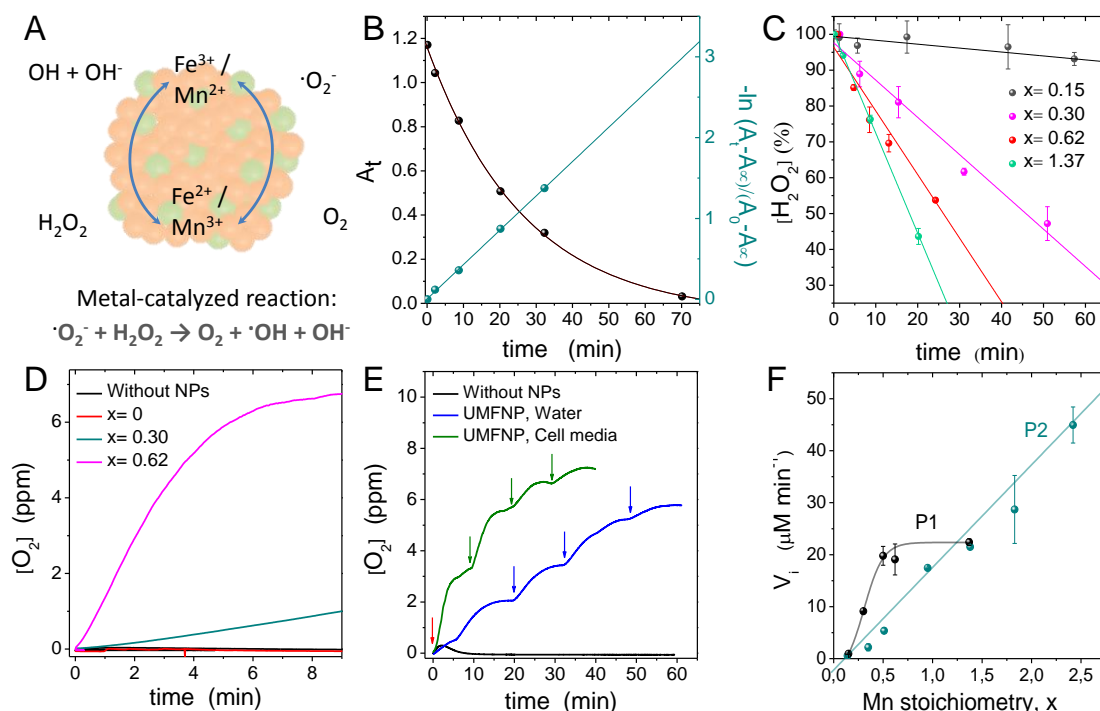 A
OH + OH-
Fe³⁺ /
Mn²⁺
·O₂⁻
H₂O₂
Fe²⁺ /
Mn³⁺
O₂
Metal-catalyzed reaction:
·O₂⁻ + H₂O₂ → O₂ + ·OH + OH⁻
B
1.2
1.0
0.8
0.6
0.4
0.2
0.0
Aₜ
0 10 20 30 40 50 60 70
time (min)
3
2
1
0
-ln (Aₜ-A∞)/(A₀-A∞)
C
100
90
80
70
60
50
40
30
[H₂O₂] (%)
x= 0.15
x= 0.30
x= 0.62
x= 1.37
0 10 20 30 40 50 60
time (min)
D
Without NPs
x= 0
x= 0.30
x= 0.62
6
4
2
0
[O₂] (ppm)
0 2 4 6 8
time (min)
E
Without NPs
UMFNP, Water
UMFNP, Cell media
10
8
6
4
2
0
[O₂] (ppm)
0 10 20 30 40 50 60
time (min)
F
P2
P1
50
40
30
20
10
0
Vᵢ (μM min⁻¹)
0,0 0,5 1,0 1,5 2,0 2,5
Mn stoichiometry, x